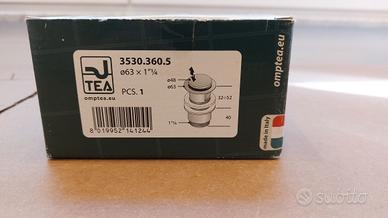 TEA
omptea.eu
3530.360.5
ø63 x 1"¼
PCS. 1
8 019952 141244
ø48
ø63
32÷52
40
1"¼
omptea.eu
made in Italy
Subito